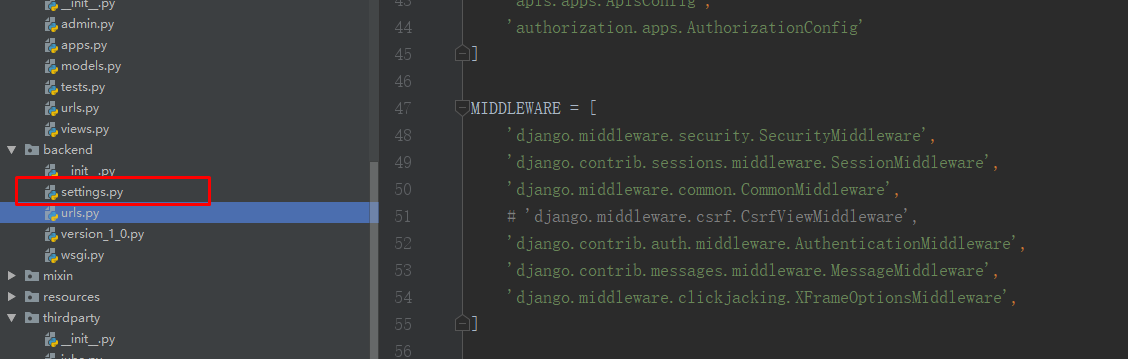 __init__.py
admin.py
apps.py
models.py
tests.py
urls.py
views.py
backend
__init__.py
settings.py
urls.py
version_1_0.py
wsgi.py
mixin
resources
thirdparty
__init__.py
43 'apis.apps.ApisConfig',
44 'authorization.apps.AuthorizationConfig'
45 ]
46
47 MIDDLEWARE = [
48 'django.middleware.security.SecurityMiddleware',
49 'django.contrib.sessions.middleware.SessionMiddleware',
50 'django.middleware.common.CommonMiddleware',
51 # 'django.middleware.csrf.CsrfViewMiddleware',
52 'django.contrib.auth.middleware.AuthenticationMiddleware',
53 'django.contrib.messages.middleware.MessageMiddleware',
54 'django.middleware.clickjacking.XFrameOptionsMiddleware',
55 ]
56